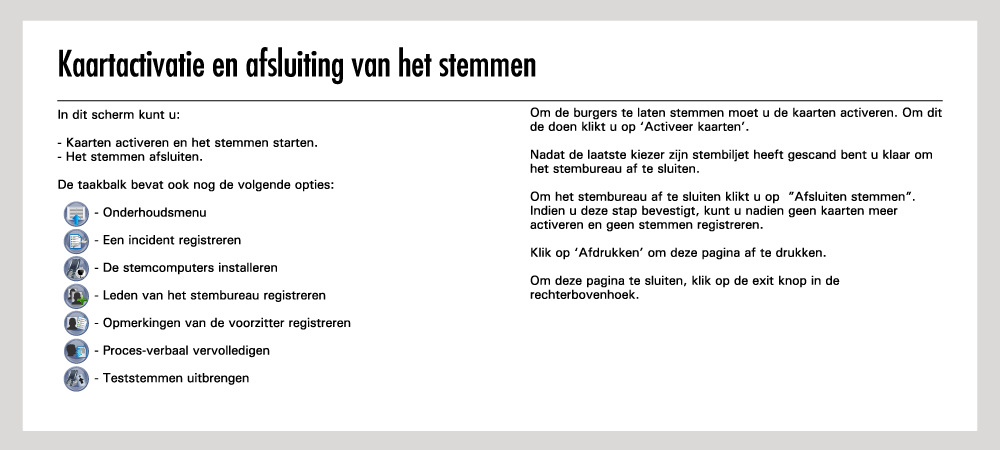 Kaartactivatie en afsluiting van het stemmen
In dit scherm kunt u:
- Kaarten activeren en het stemmen starten.
- Het stemmen afsluiten.
De taakbalk bevat ook nog de volgende opties:
- Onderhoudsmenu
- Een incident registreren
- De stemcomputers installeren
- Leden van het stembureau registreren
- Opmerkingen van de voorzitter registreren
- Proces-verbaal vervolledigen
- Teststemmen uitbrengen
Om de burgers te laten stemmen moet u de kaarten activeren. Om dit
de doen klikt u op ‘Activeer kaarten’.
Nadat de laatste kiezer zijn stembiljet heeft gescand bent u klaar om
het stembureau af te sluiten.
Om het stembureau af te sluiten klikt u op ”Afsluiten stemmen”.
Indien u deze stap bevestigt, kunt u nadien geen kaarten meer
activeren en geen stemmen registreren.
Klik op ‘Afdrukken’ om deze pagina af te drukken.
Om deze pagina te sluiten, klik op de exit knop in de
rechterbovenhoek.